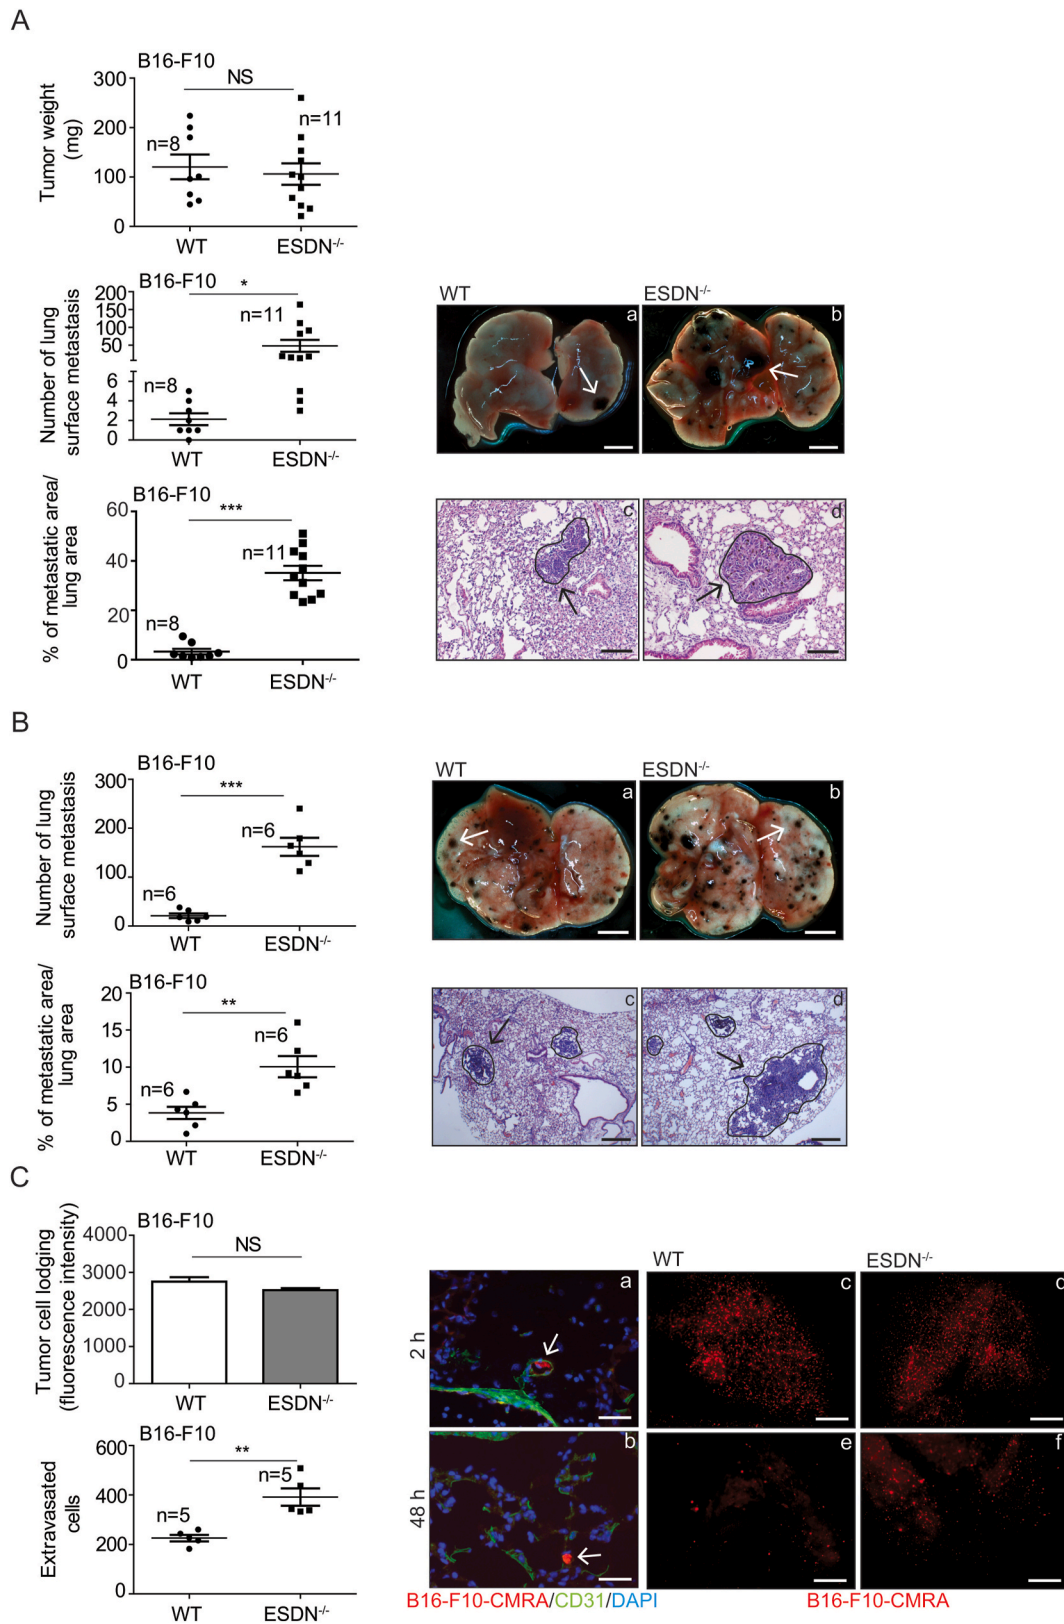 A
B16-F10
NS
n=8
n=11
Tumor weight
(mg)
300
200
100
0
WT
ESDN-/-
B16-F10
*
n=11
n=8
Number of lung
surface metastasis
200
150
100
50
6
4
2
0
WT
ESDN-/-
WT
ESDN-/-
a
b
B16-F10
***
n=11
n=8
% of metastatic area/
lung area
60
40
20
0
WT
ESDN-/-
c
d
B
B16-F10
***
n=6
n=6
Number of lung
surface metastasis
300
200
100
0
WT
ESDN-/-
WT
ESDN-/-
a
b
B16-F10
**
n=6
n=6
% of metastatic area/
lung area
20
15
10
5
0
WT
ESDN-/-
c
d
C
B16-F10
NS
Tumor cell lodging
(fluorescence intensity)
4000
3000
2000
1000
0
WT
ESDN-/-
B16-F10
**
n=5
n=5
Extravasated
cells
600
400
200
0
WT
ESDN-/-
WT
ESDN-/-
2 h
a
c
d
48 h
b
e
f
B16-F10-CMRA/CD31/DAPI
B16-F10-CMRA